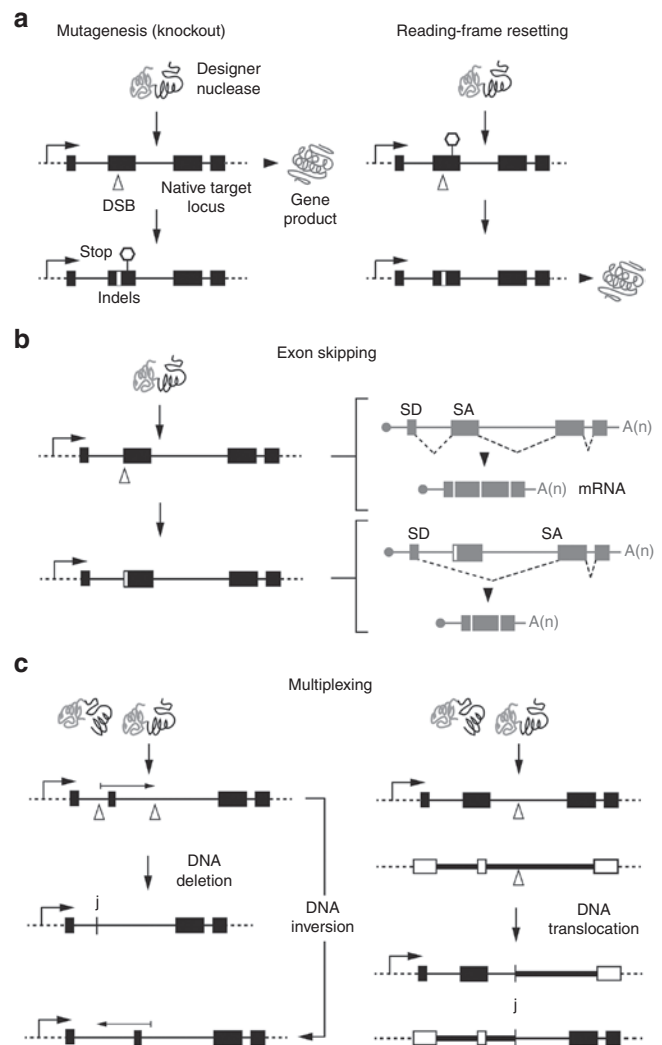 a
Mutagenesis (knockout)
Reading-frame resetting
Designer
nuclease
DSB
Native target
locus
Gene
product
Stop
Indels
b
Exon skipping
SD
SA
A(n)
A(n)
mRNA
SD
SA
A(n)
A(n)
c
Multiplexing
DNA
deletion
j
DNA
inversion
DNA
translocation
j